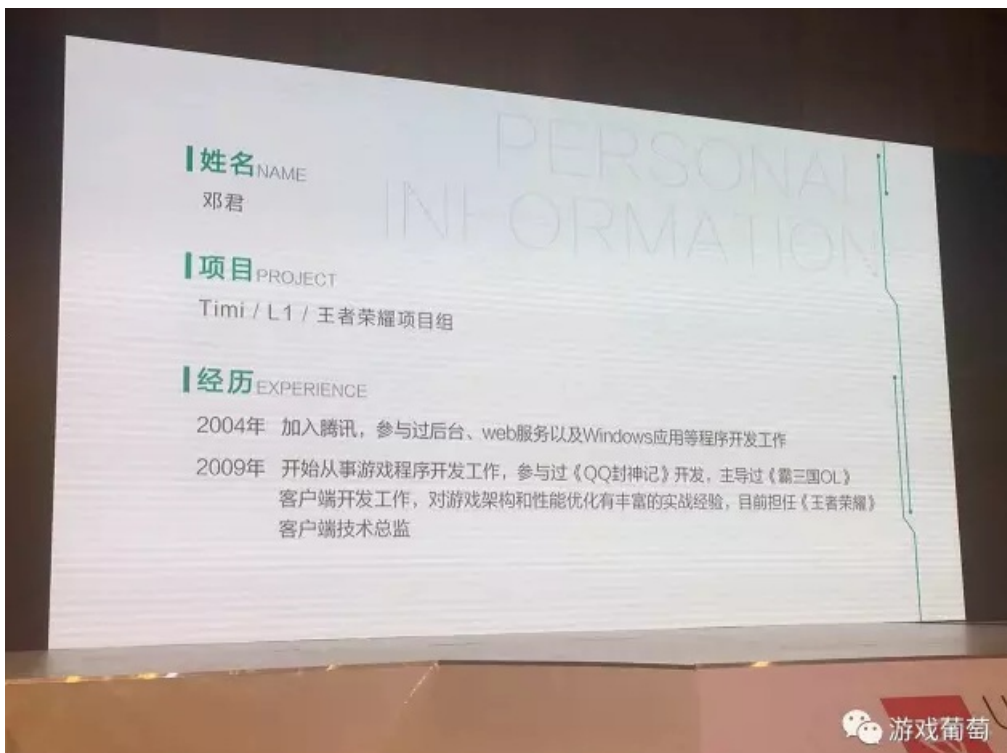 PERSONAL
INFORMATION
姓名NAME
邓君
项目PROJECT
Timi / L1 / 王者荣耀项目组
经历EXPERIENCE
2004年 加入腾讯，参与过后台、web服务以及Windows应用等程序开发工作
2009年 开始从事游戏程序开发工作，参与过《QQ封神记》开发，主导过《霸三国OL》
客户端开发工作，对游戏架构和性能优化有丰富的实战经验，目前担任《王者荣耀》
客户端技术总监
游戏葡萄